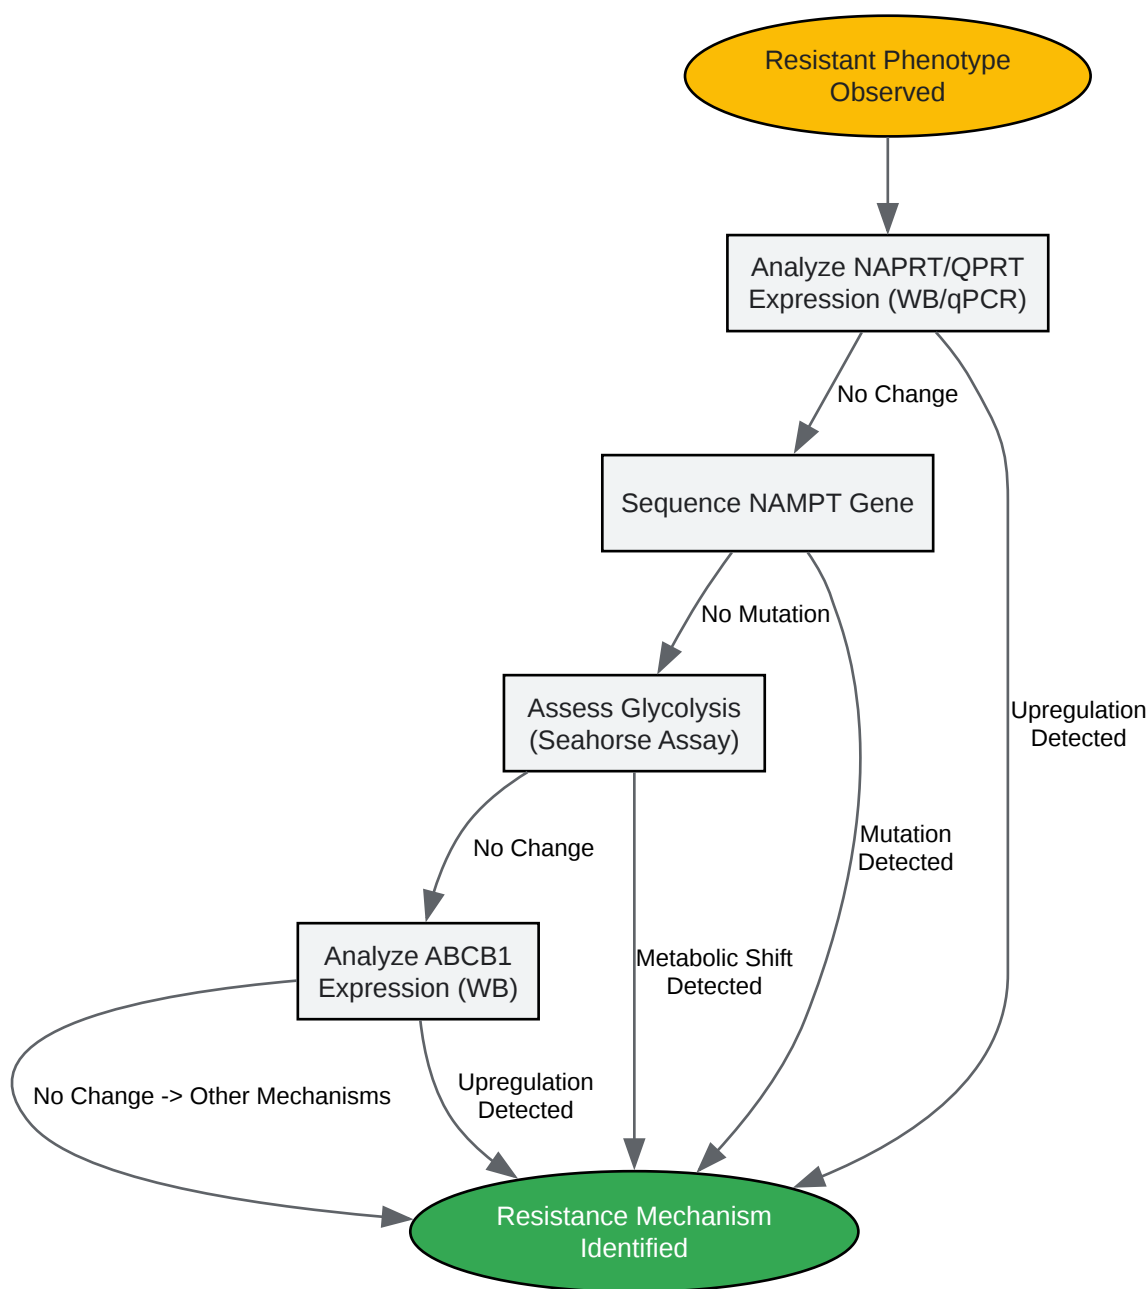 Resistant Phenotype
Observed
Analyze NAPRT/QPRT
Expression (WB/qPCR)
No Change
Sequence NAMPT Gene
No Mutation
Upregulation
Detected
Assess Glycolysis
(Seahorse Assay)
No Change
Mutation
Detected
Analyze ABCB1
Expression (WB)
Metabolic Shift
Detected
No Change -> Other Mechanisms
Upregulation
Detected
Resistance Mechanism
Identified